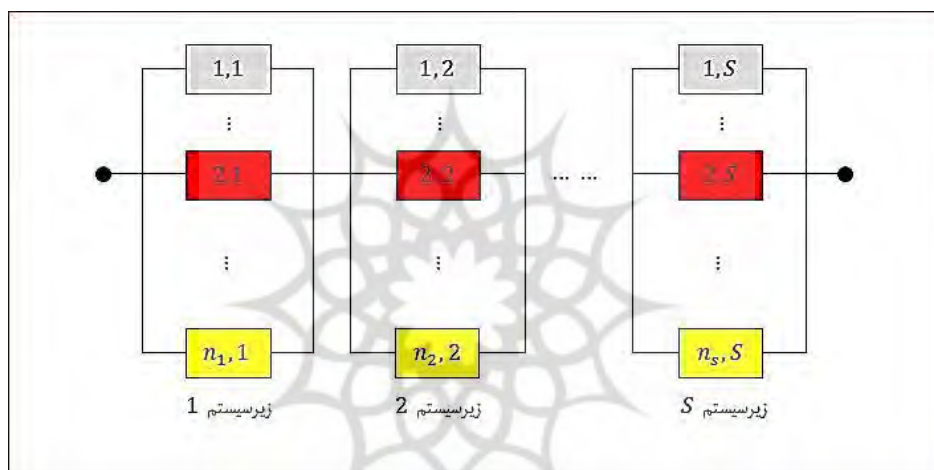 1,1 1,2 1,S
⋮ ⋮ ⋮
2.1 2.2 ... ... 2.S
⋮ ⋮ ⋮
n₁, 1 n₂, 2 nₛ, S
زیرسیستم 1 زیرسیستم 2 زیرسیستم S